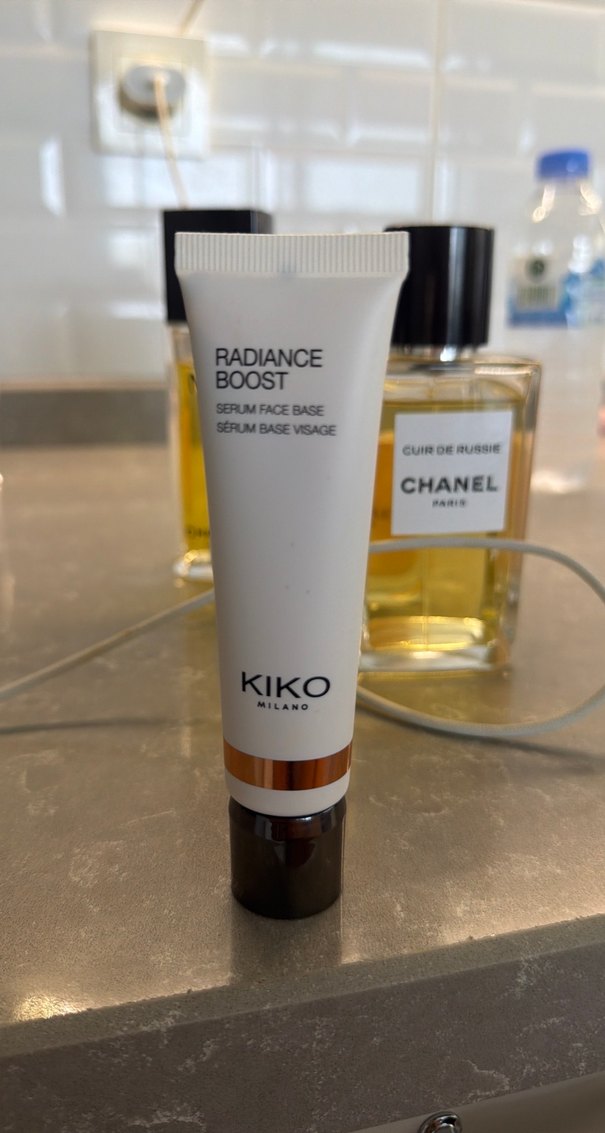 RADIANCE
BOOST
SERUM FACE BASE
SÉRUM BASE VISAGE
KIKO
MILANO
CUIR DE RUSSIE
CHANEL
PARIS